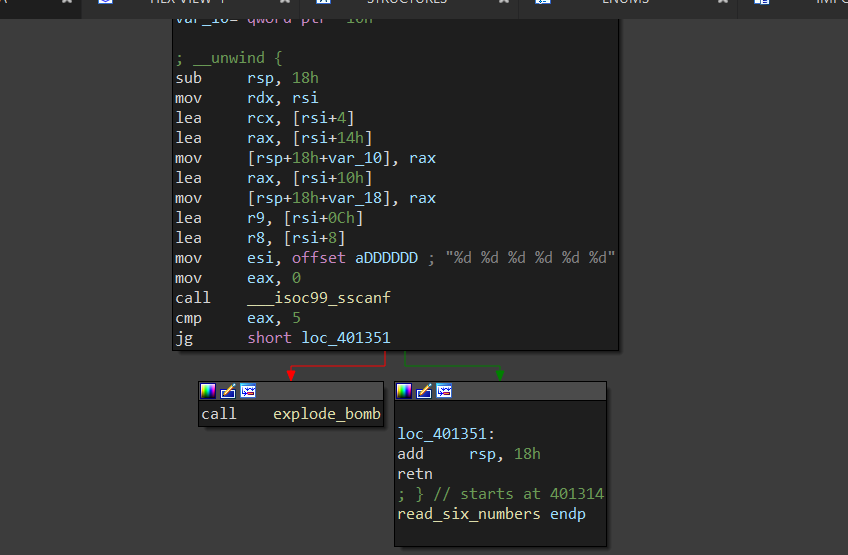 HEX VIEW-1 STRUCTURES ENUMS
var_10= qword ptr -10h
; __unwind {
sub rsp, 18h
mov rdx, rsi
lea rcx, [rsi+4]
lea rax, [rsi+14h]
mov [rsp+18h+var_10], rax
lea rax, [rsi+10h]
mov [rsp+18h+var_18], rax
lea r9, [rsi+0Ch]
lea r8, [rsi+8]
mov esi, offset aDDDDDD ; "%d %d %d %d %d %d"
mov eax, 0
call ___isoc99_sscanf
cmp eax, 5
jg short loc_401351
call explode_bomb
loc_401351:
add rsp, 18h
retn
; } // starts at 401314
read_six_numbers endp